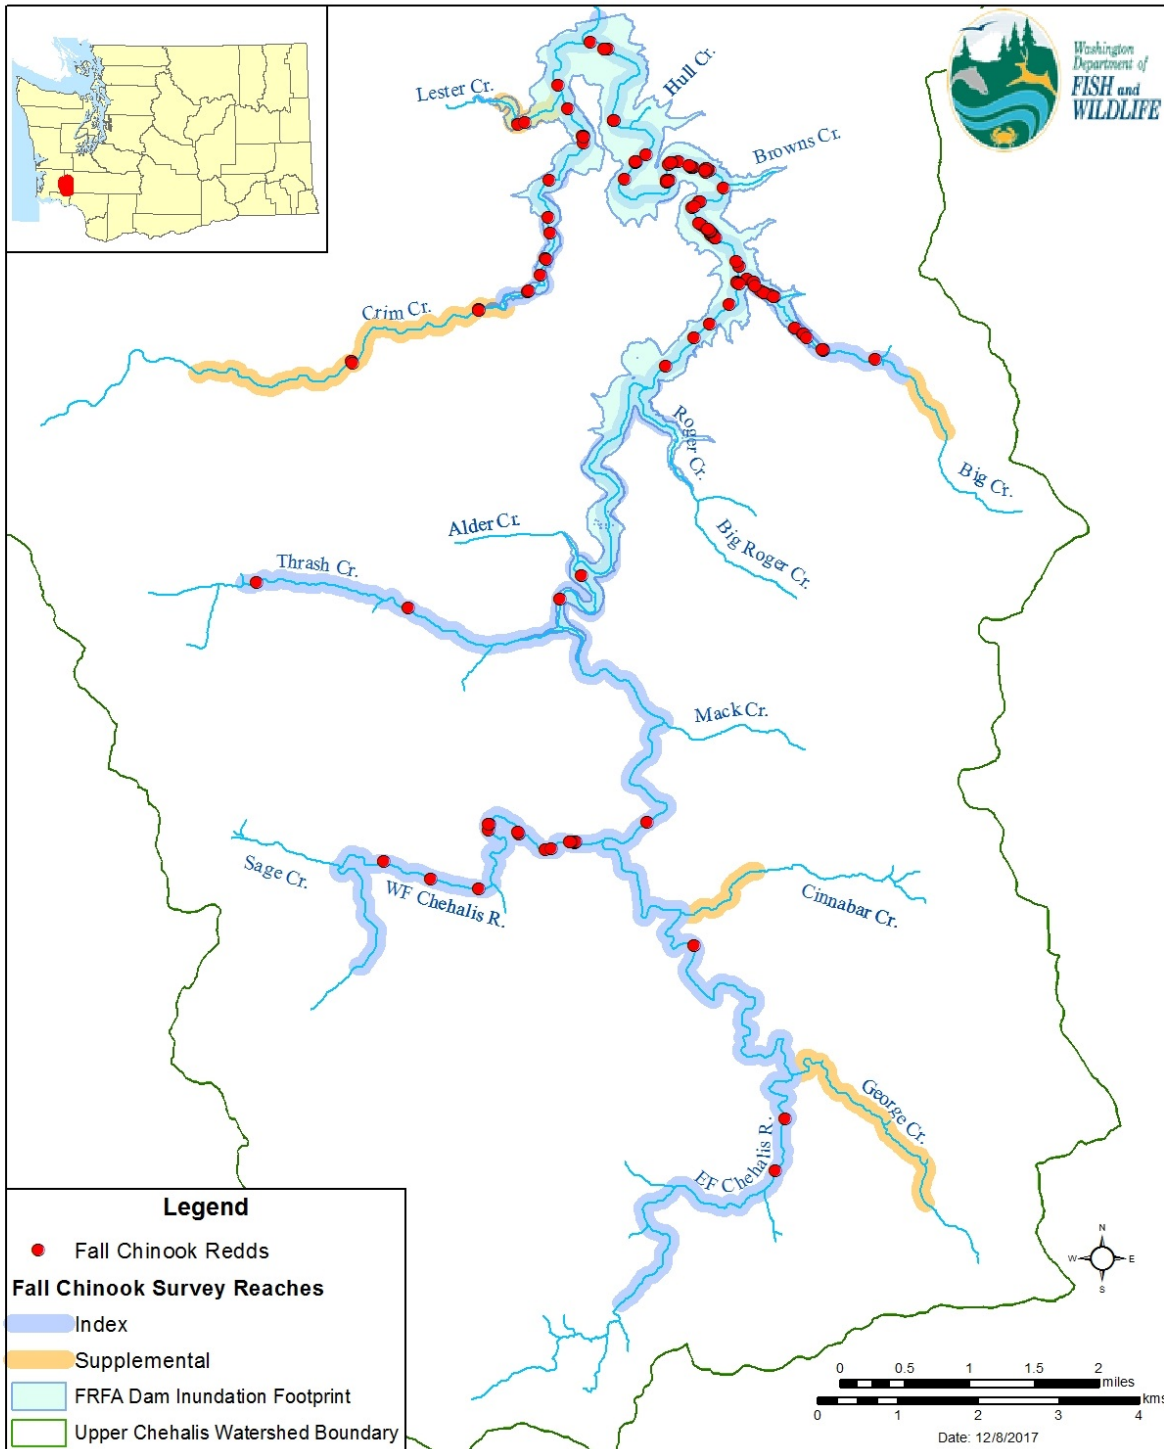 Washington
Department of
FISH and
WILDLIFE
Lester Cr.
Hull Cr.
Browns Cr.
Crim Cr.
Roger Cr.
Big Cr.
Alder Cr.
Big Roger Cr.
Thrash Cr.
Mack Cr.
Sage Cr.
WF Chehalis R.
Cinnabar Cr.
George Cr.
EF Chehalis R.
Legend
Fall Chinook Redds
Fall Chinook Survey Reaches
Index
Supplemental
FRFA Dam Inundation Footprint
Upper Chehalis Watershed Boundary
N
W E
S
0 0.5 1 1.5 2
miles
kms
0 1 2 3 4
Date: 12/8/2017